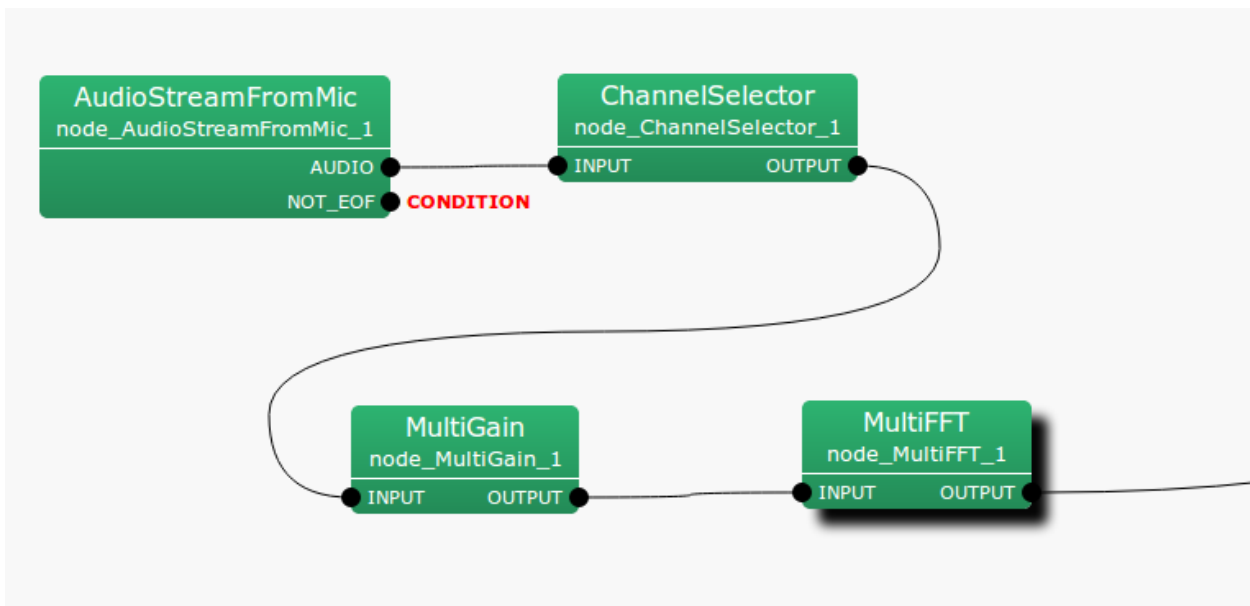 AudioStreamFromMic
node_AudioStreamFromMic_1
AUDIO
NOT_EOF CONDITION
ChannelSelector
node_ChannelSelector_1
INPUT OUTPUT
MultiGain
node_MultiGain_1
INPUT OUTPUT
MultiFFT
node_MultiFFT_1
INPUT OUTPUT